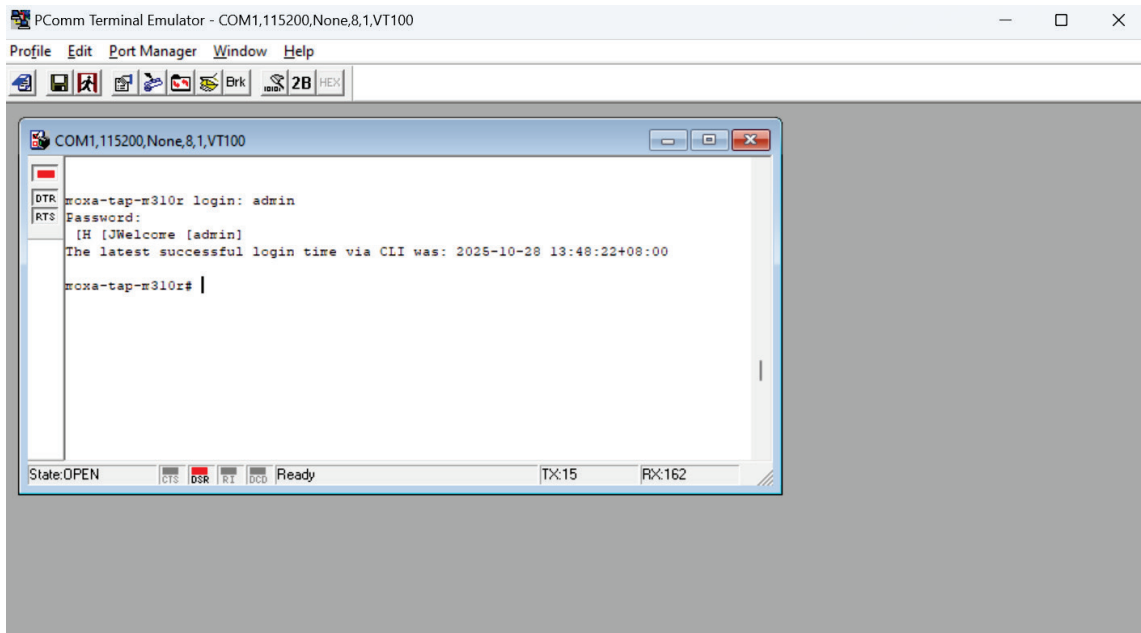 PComm Terminal Emulator - COM1,115200,None,8,1,VT100
Profile Edit Port Manager Window Help
Brk 2B HEX
COM1,115200,None,8,1,VT100
DTR
RTS
moxa-tap-m310r login: admin
Password:
[H [JWelcome [admin]
The latest successful login time via CLI was: 2025-10-28 13:48:22+08:00
moxa-tap-m310r#
State:OPEN CTS DSR RI DCD Ready TX:15 RX:162